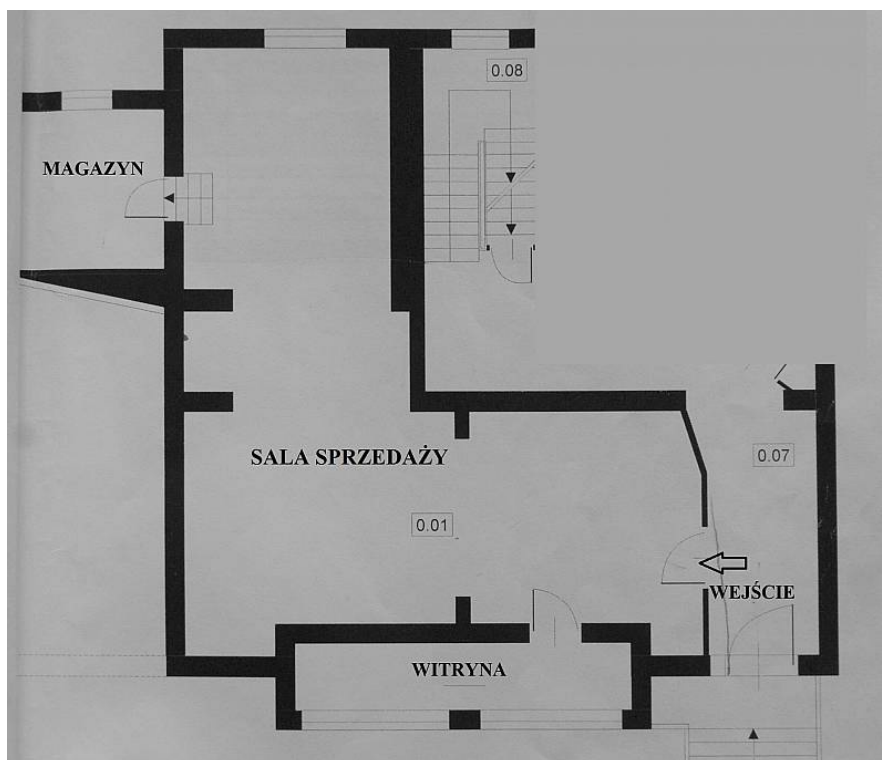 0.08
MAGAZYN
SALA SPRZEDAŻY
0.07
0.01
WEJŚCIE
WITRYNA